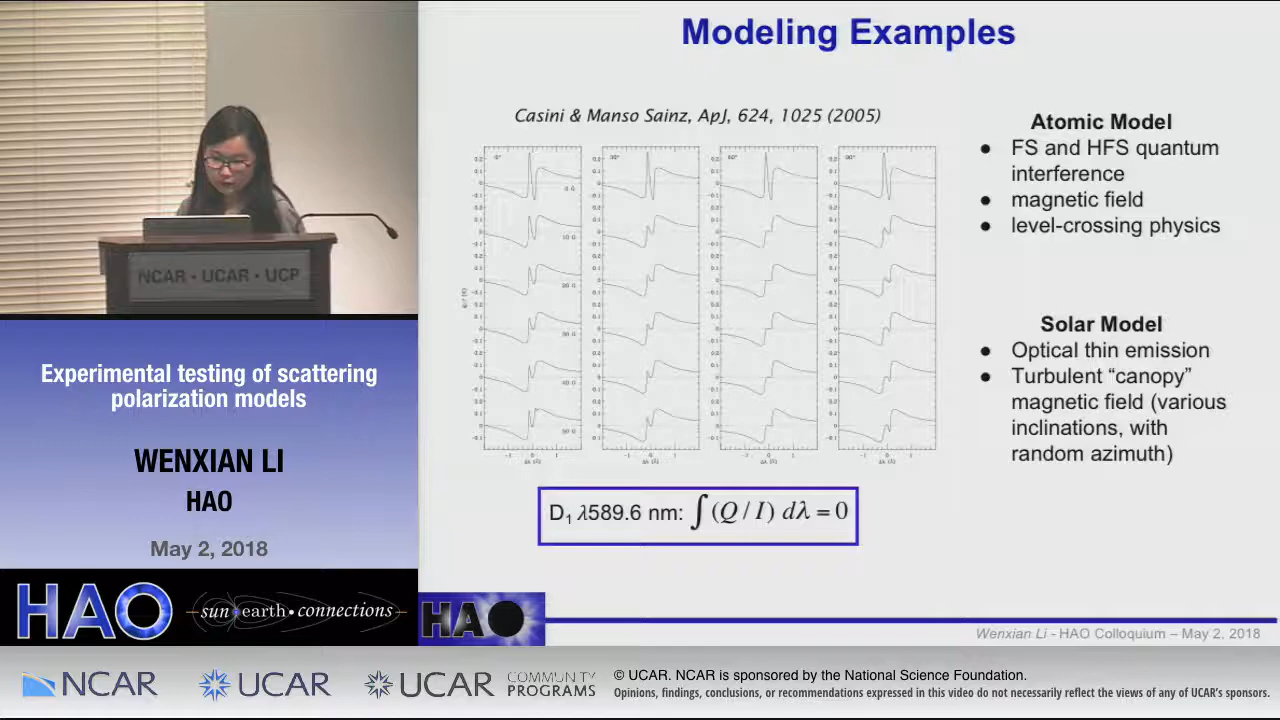 Modeling Examples
Casini & Manso Sainz, ApJ, 624, 1025 (2005)
Atomic Model
● FS and HFS quantum
interference
● magnetic field
● level-crossing physics
Solar Model
● Optical thin emission
● Turbulent “canopy”
magnetic field (various
inclinations, with
random azimuth)
D₁ λ589.6 nm: ∫(Q / I) dλ = 0
NCAR • UCAR • UCP
Experimental testing of scattering
polarization models
WENXIAN LI
HAO
May 2, 2018
HAO
sun • earth • connections
HAO
Wenxian Li - HAO Colloquium – May 2, 2018
NCAR
UCAR
UCAR
COMMUNITY
PROGRAMS
© UCAR. NCAR is sponsored by the National Science Foundation.
Opinions, findings, conclusions, or recommendations expressed in this video do not necessarily reflect the views of any of UCAR's sponsors.